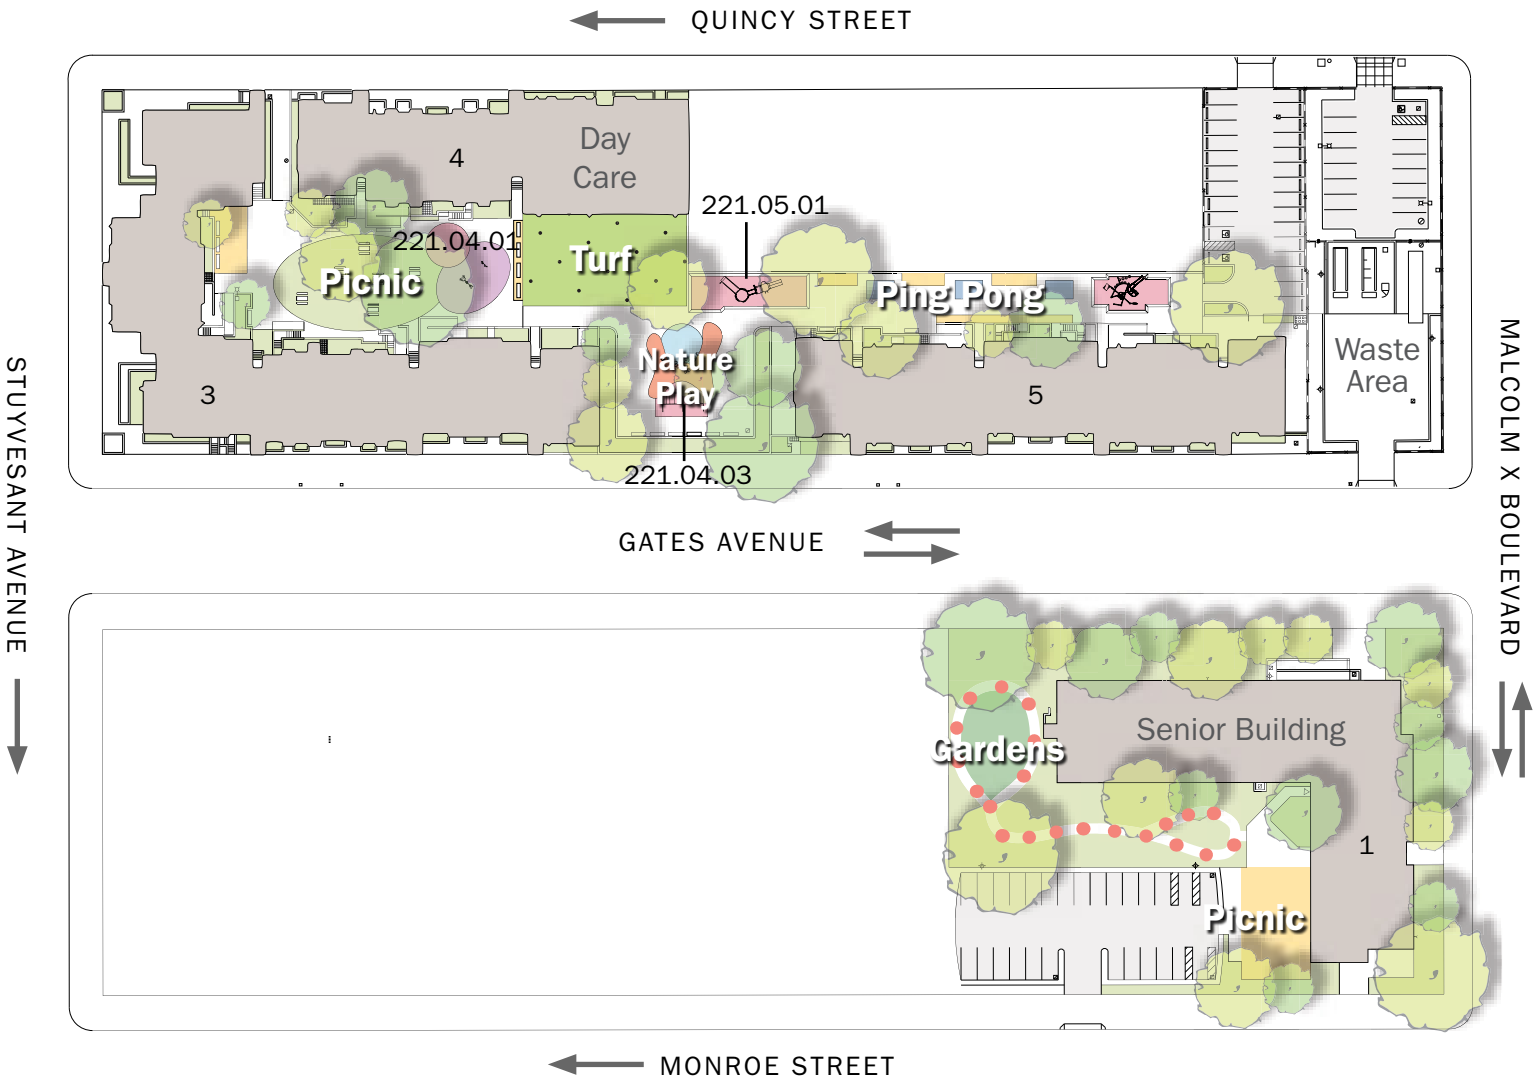 QUINCY STREET
Day
Care
4
221.05.01
221.04.01
Turf
Picnic
Ping Pong
Nature
Play
Waste
Area
3
5
221.04.03
STUYVESANT AVENUE
MALCOLM X BOULEVARD
GATES AVENUE
Senior Building
Gardens
1
Picnic
MONROE STREET